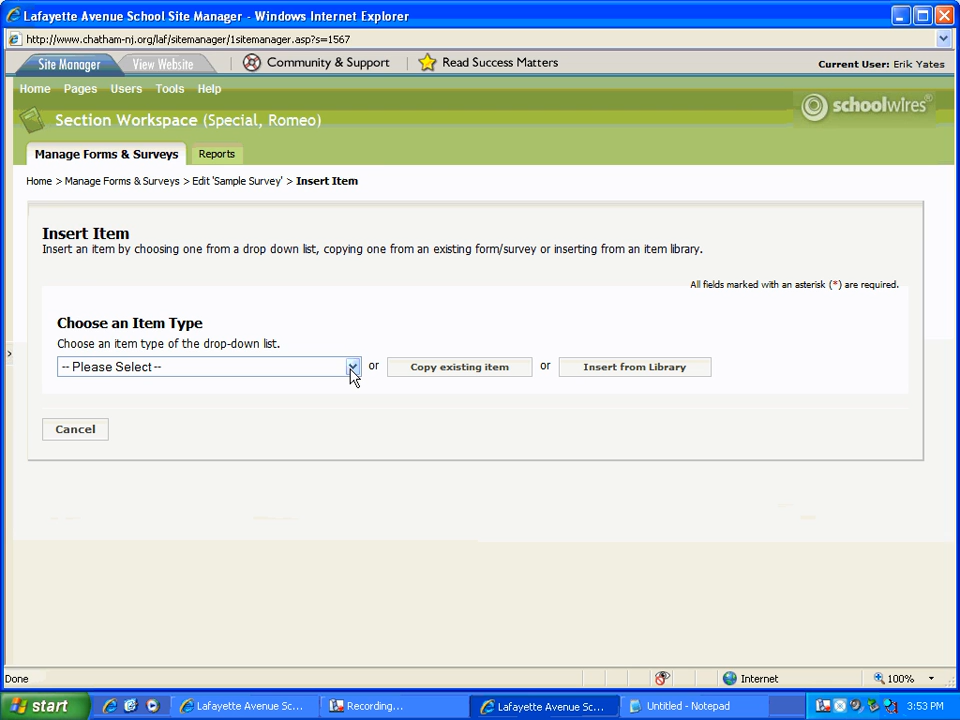 Lafayette Avenue School Site Manager - Windows Internet Explorer
http://www.chatham-nj.org/laf/sitemanager/1sitemanager.asp?s=1567
Site Manager View Website Community & Support Read Success Matters Current User: Erik Yates
Home Pages Users Tools Help
Section Workspace (Special, Romeo)
schoolwires®
Manage Forms & Surveys Reports
Home > Manage Forms & Surveys > Edit 'Sample Survey' > Insert Item
Insert Item
Insert an item by choosing one from a drop down list, copying one from an existing form/survey or inserting from an item library.
All fields marked with an asterisk (*) are required.
Choose an Item Type
Choose an item type of the drop-down list.
-- Please Select -- or Copy existing item or Insert from Library
Cancel
Done Internet 100%
start Lafayette Avenue Sc... Recording... Lafayette Avenue Sc... Untitled - Notepad 3:53 PM